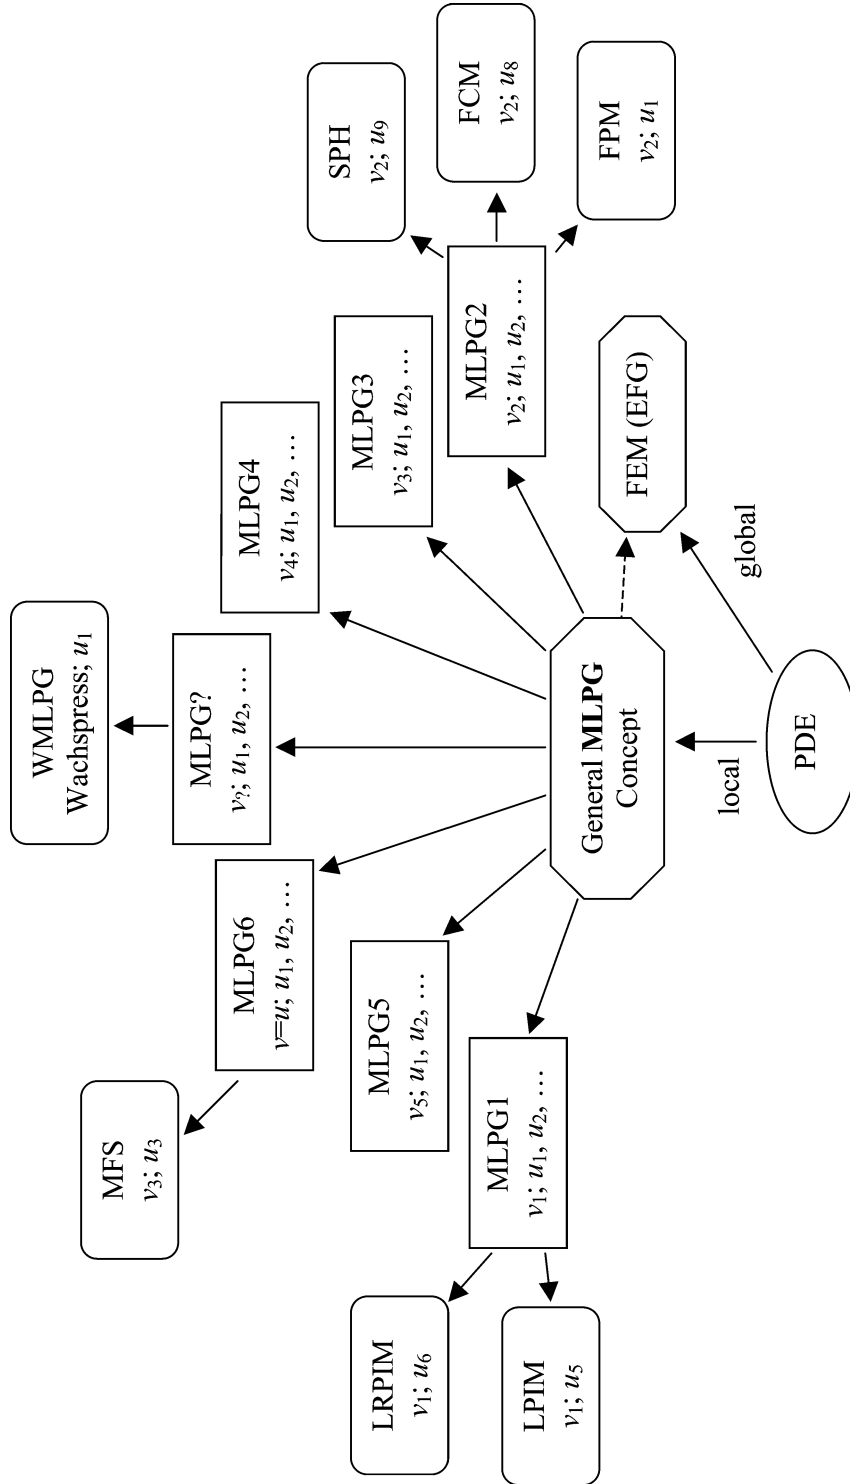 WMLPG
Wachspress; u₁
MFS
v₃; u₃
MLPG6
v=u; u₁, u₂, …
MLPG?
v?; u₁, u₂, …
MLPG4
v₄; u₁, u₂, …
SPH
v₂; u₉
LRPIM
v₁; u₆
MLPG5
v₅; u₁, u₂, …
MLPG3
v₃; u₁, u₂, …
FCM
v₂; u₈
LPIM
v₁; u₅
MLPG1
v₁; u₁, u₂, …
MLPG2
v₂; u₁, u₂, …
FPM
v₂; u₁
General MLPG
Concept
FEM (EFG)
local
global
PDE